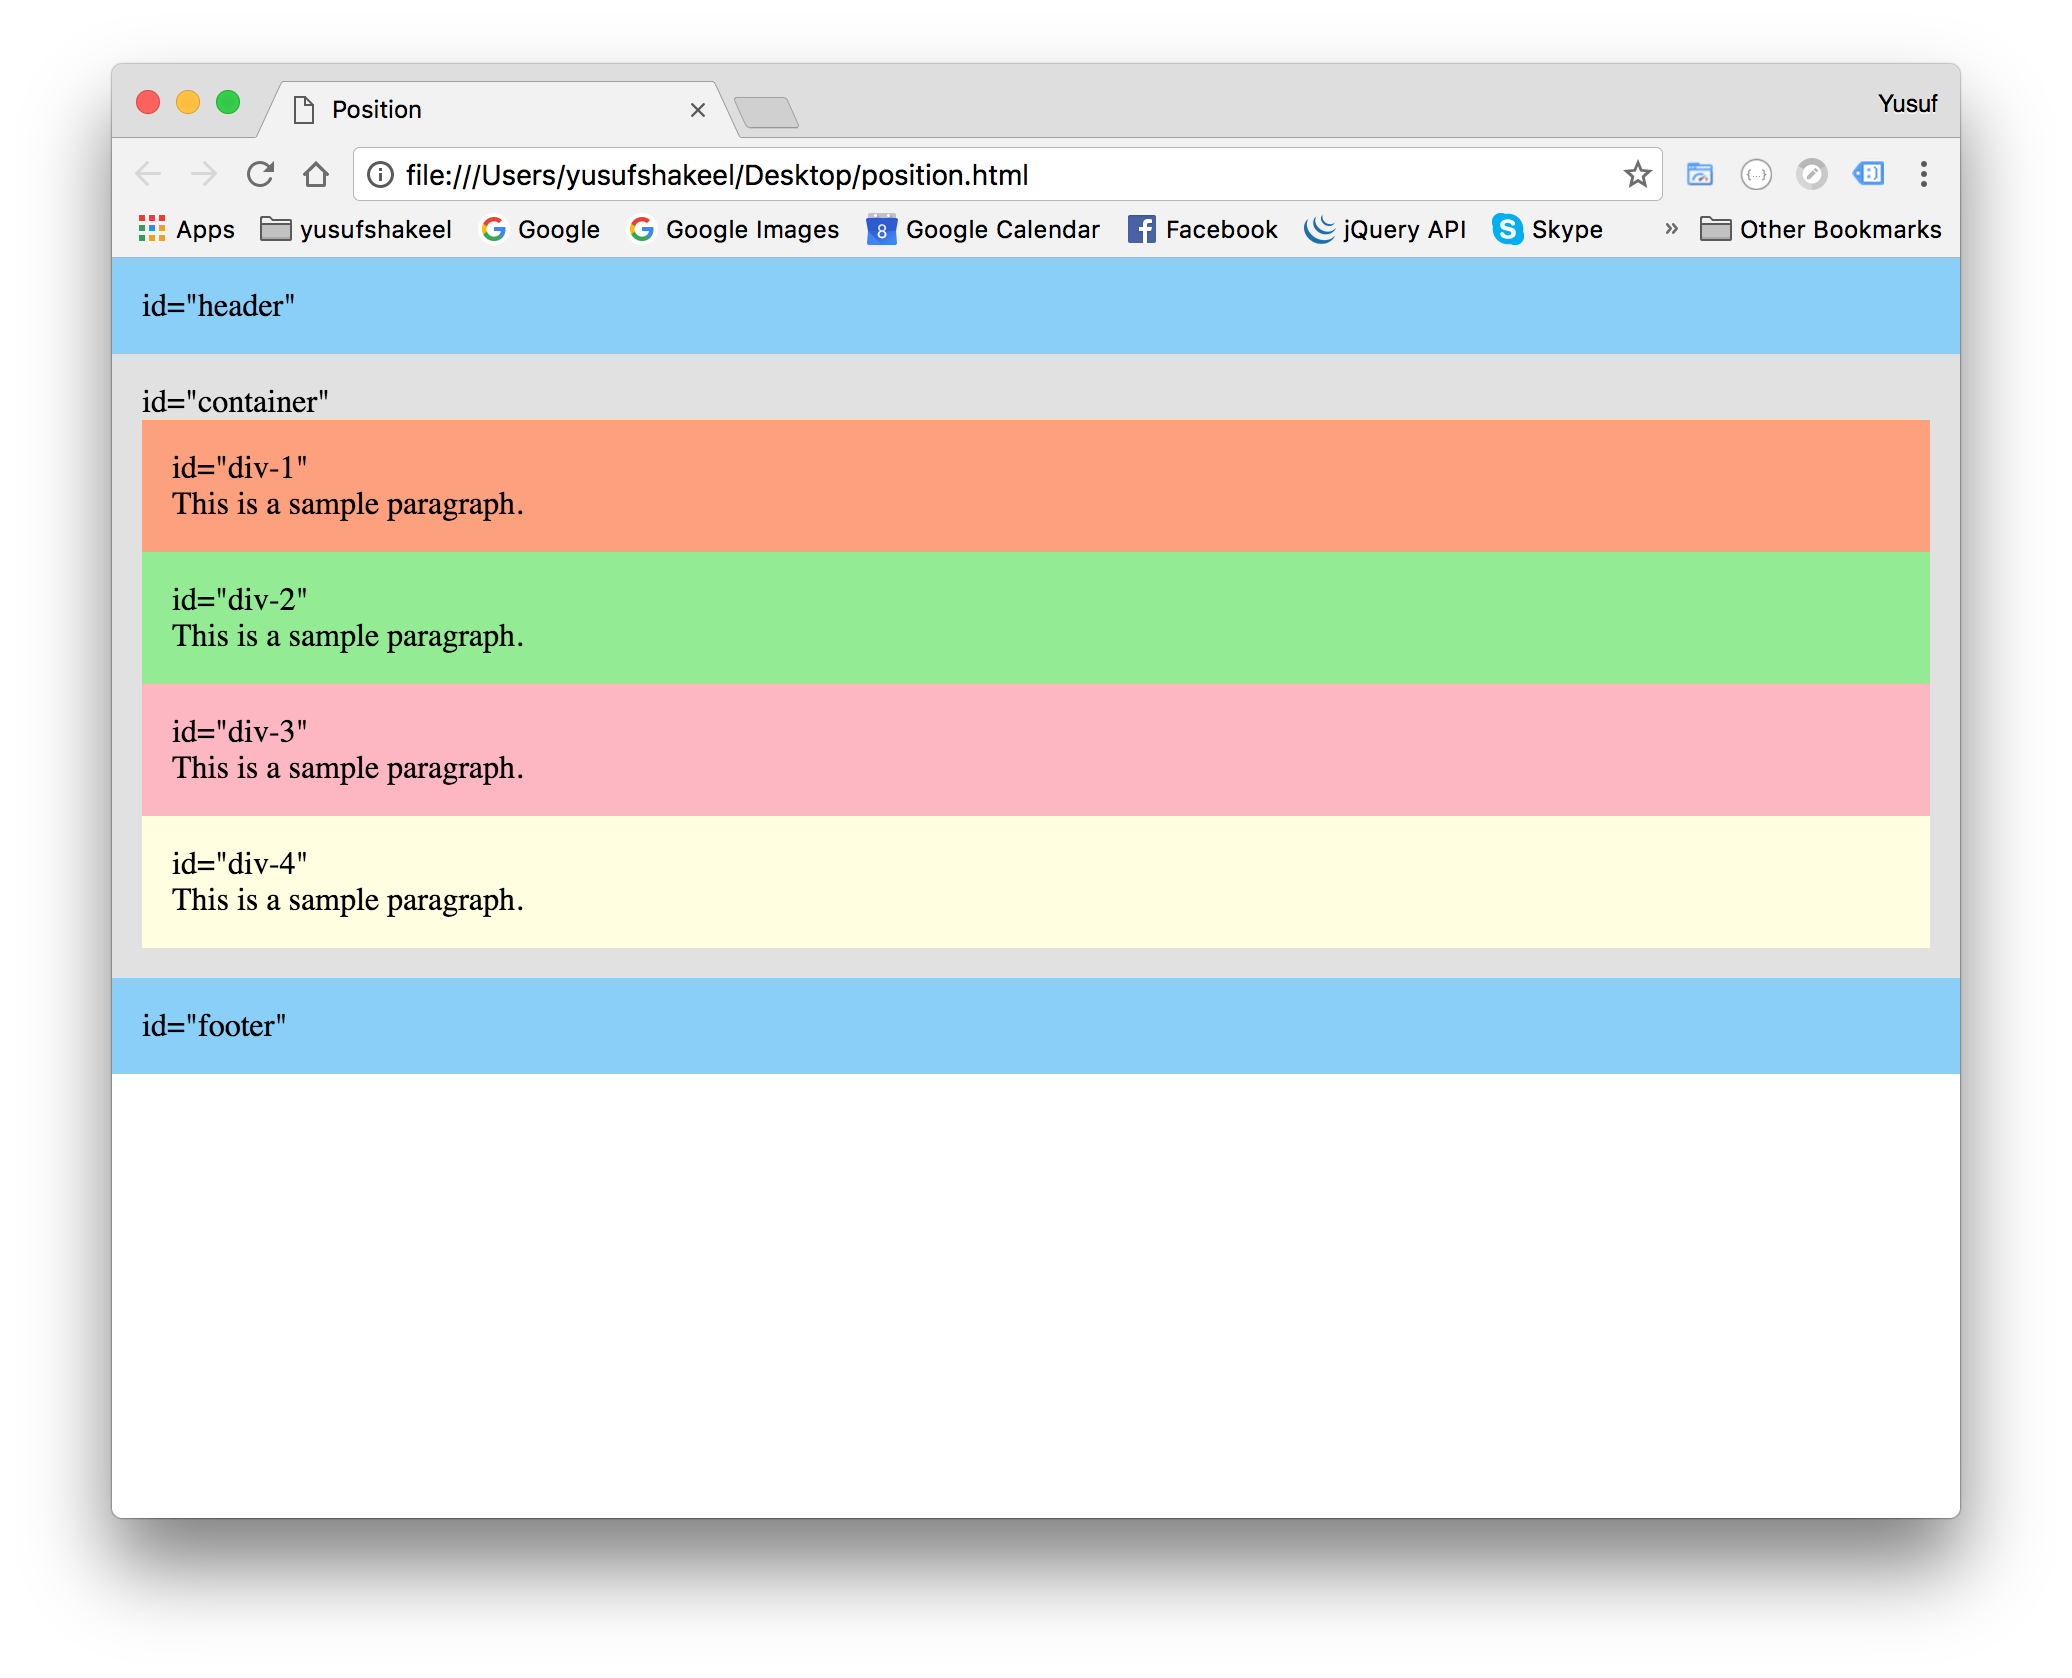 Position
Yusuf
file:///Users/yusufshakeel/Desktop/position.html
Apps yusufshakeel Google Google Images 8 Google Calendar Facebook jQuery API Skype » Other Bookmarks
id="header"
id="container"
id="div-1"
This is a sample paragraph.
id="div-2"
This is a sample paragraph.
id="div-3"
This is a sample paragraph.
id="div-4"
This is a sample paragraph.
id="footer"